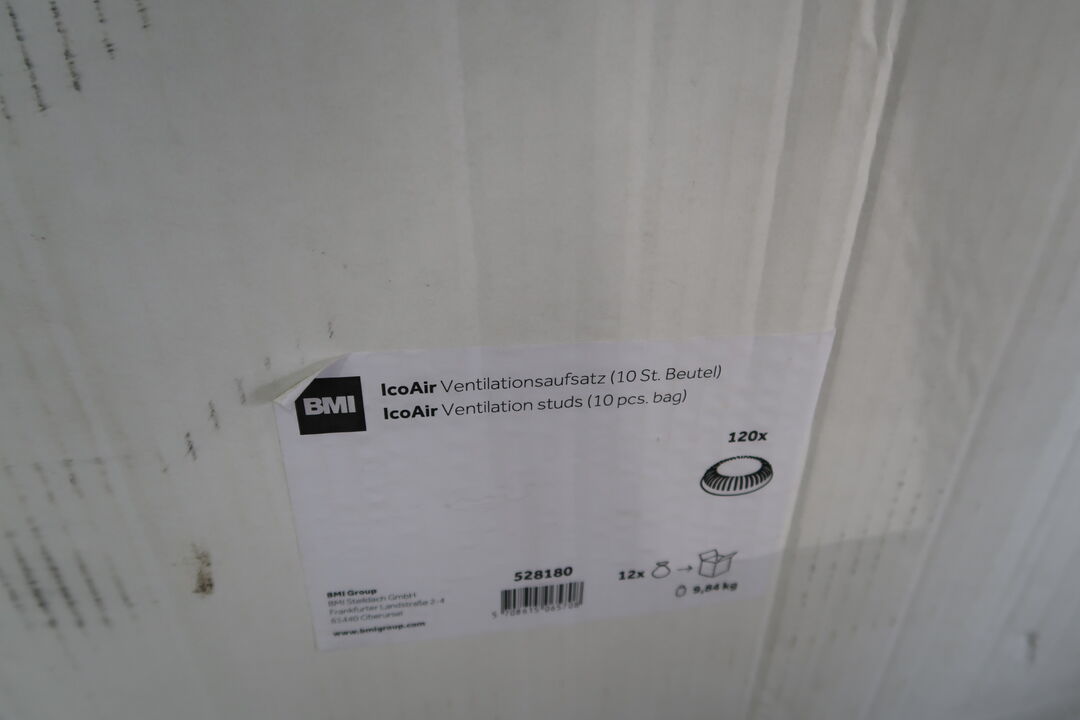 BMI
IcoAir Ventilationsaufsatz (10 St. Beutel)
IcoAir Ventilation studs (10 pcs. bag)
120x
528180
12x
9,84 kg
BMI Group
BMI Steildach GmbH
Frankfurter Landstraße 2-4
61440 Oberursel
www.bmigroup.com